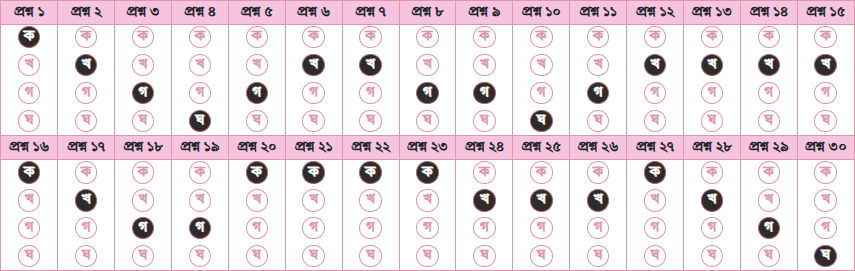 প্রশ্ন ১ প্রশ্ন ২ প্রশ্ন ৩ প্রশ্ন ৪ প্রশ্ন ৫ প্রশ্ন ৬ প্রশ্ন ৭ প্রশ্ন ৮ প্রশ্ন ৯ প্রশ্ন ১০ প্রশ্ন ১১ প্রশ্ন ১২ প্রশ্ন ১৩ প্রশ্ন ১৪ প্রশ্ন ১৫
ক ক ক ক ক ক ক ক ক ক ক ক ক ক ক
খ খ খ খ খ খ খ খ খ খ খ খ খ খ খ
গ গ গ গ গ গ গ গ গ গ গ গ গ গ গ
ঘ ঘ ঘ ঘ ঘ ঘ ঘ ঘ ঘ ঘ ঘ ঘ ঘ ঘ ঘ
প্রশ্ন ১৬ প্রশ্ন ১৭ প্রশ্ন ১৮ প্রশ্ন ১৯ প্রশ্ন ২০ প্রশ্ন ২১ প্রশ্ন ২২ প্রশ্ন ২৩ প্রশ্ন ২৪ প্রশ্ন ২৫ প্রশ্ন ২৬ প্রশ্ন ২৭ প্রশ্ন ২৮ প্রশ্ন ২৯ প্রশ্ন ৩০
ক ক ক ক ক ক ক ক ক ক ক ক ক ক ক
খ খ খ খ খ খ খ খ খ খ খ খ খ খ খ
গ গ গ গ গ গ গ গ গ গ গ গ গ গ গ
ঘ ঘ ঘ ঘ ঘ ঘ ঘ ঘ ঘ ঘ ঘ ঘ ঘ ঘ ঘ